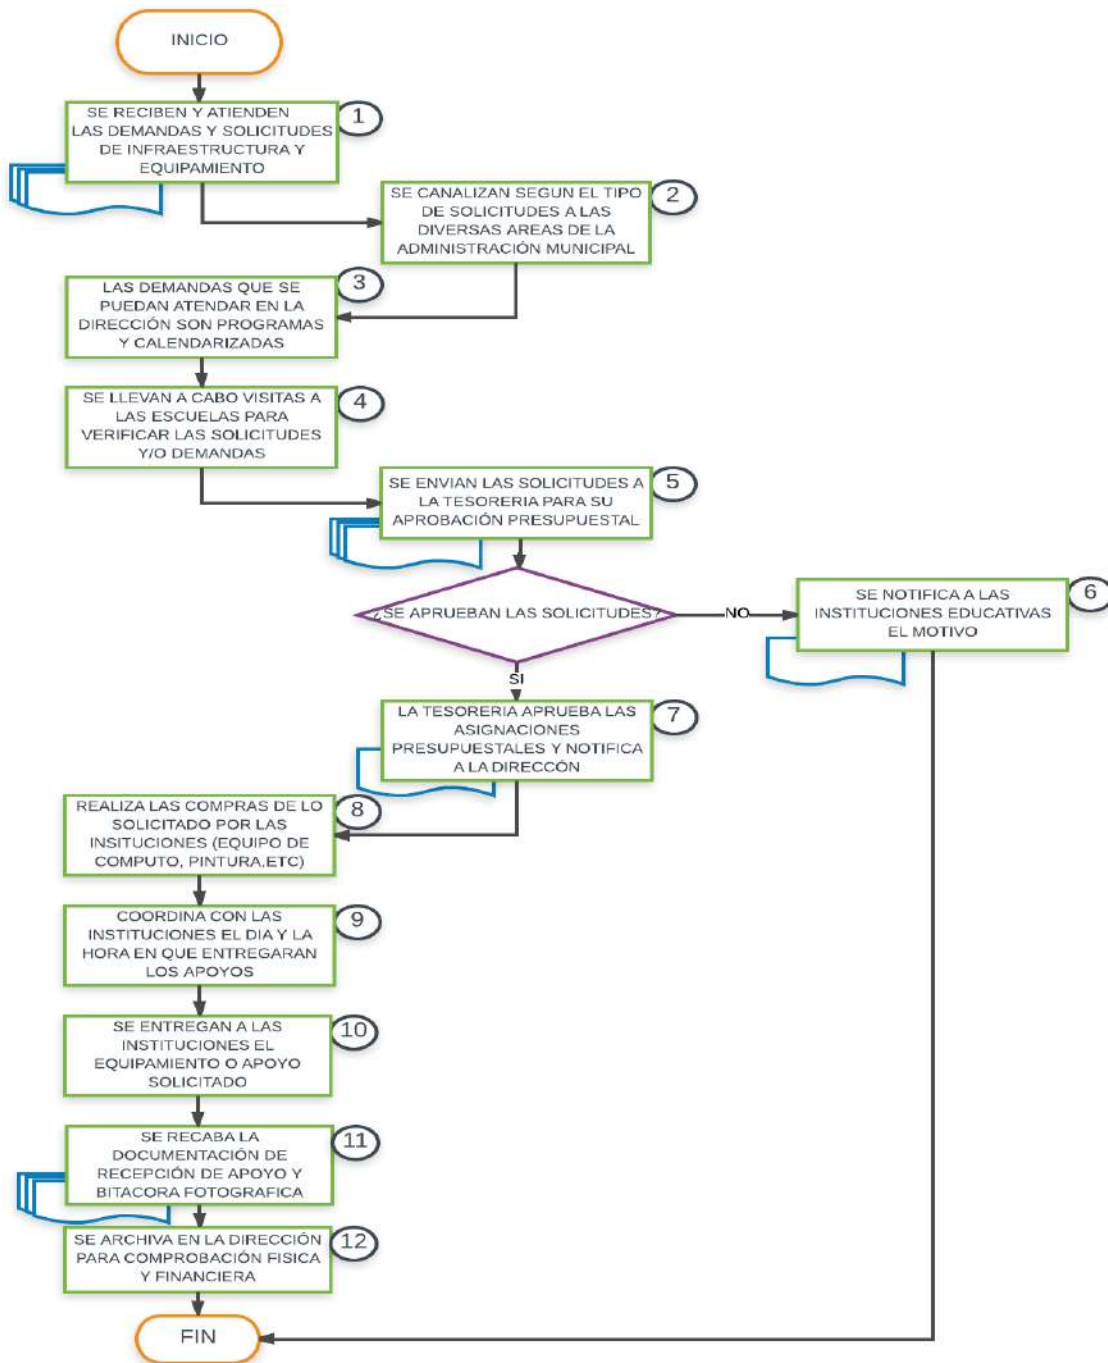 INICIO
1
SE RECIBEN Y ATIENDEN
LAS DEMANDAS Y SOLICITUDES
DE INFRAESTRUCTURA Y
EQUIPAMIENTO
2
SE CANALIZAN SEGUN EL TIPO
DE SOLICITUDES A LAS
DIVERSAS AREAS DE LA
ADMINISTRACIÓN MUNICIPAL
3
LAS DEMANDAS QUE SE
PUEDAN ATENDAR EN LA
DIRECCIÓN SON PROGRAMAS
Y CALENDARIZADAS
4
SE LLEVAN A CABO VISITAS A
LAS ESCUELAS PARA
VERIFICAR LAS SOLICITUDES
Y/O DEMANDAS
5
SE ENVIAN LAS SOLICITUDES A
LA TESORERIA PARA SU
APROBACIÓN PRESUPUESTAL
¿SE APRUEBAN LAS SOLICITUDES?
NO
6
SE NOTIFICA A LAS
INSTITUCIONES EDUCATIVAS
EL MOTIVO
SI
7
LA TESORERIA APRUEBA LAS
ASIGNACIONES
PRESUPUESTALES Y NOTIFICA
A LA DIRECCÓN
8
REALIZA LAS COMPRAS DE LO
SOLICITADO POR LAS
INSITUCIONES (EQUIPO DE
COMPUTO, PINTURA,ETC)
9
COORDINA CON LAS
INSTITUCIONES EL DIA Y LA
HORA EN QUE ENTREGARAN
LOS APOYOS
10
SE ENTREGAN A LAS
INSTITUCIONES EL
EQUIPAMIENTO O APOYO
SOLICITADO
11
SE RECABA LA
DOCUMENTACIÓN DE
RECEPCIÓN DE APOYO Y
BITACORA FOTOGRAFICA
12
SE ARCHIVA EN LA DIRECCIÓN
PARA COMPROBACIÓN FISICA
Y FINANCIERA
FIN